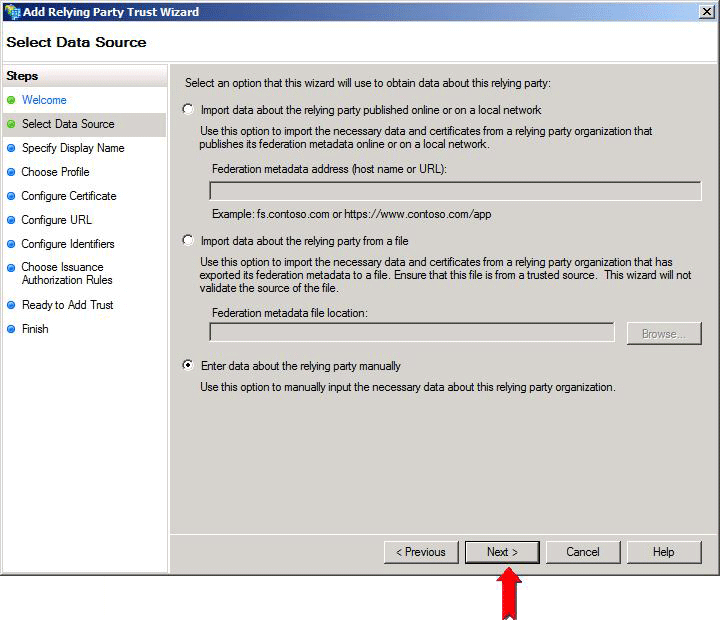 Add Relying Party Trust Wizard
Select Data Source
Steps
Welcome
Select Data Source
Specify Display Name
Choose Profile
Configure Certificate
Configure URL
Configure Identifiers
Choose Issuance
Authorization Rules
Ready to Add Trust
Finish
Select an option that this wizard will use to obtain data about this relying party:
Import data about the relying party published online or on a local network
Use this option to import the necessary data and certificates from a relying party organization that
publishes its federation metadata online or on a local network.
Federation metadata address (host name or URL):
Example: fs.contoso.com or https://www.contoso.com/app
Import data about the relying party from a file
Use this option to import the necessary data and certificates from a relying party organization that has
exported its federation metadata to a file. Ensure that this file is from a trusted source.  This wizard will not
validate the source of the file.
Federation metadata file location:
Browse...
Enter data about the relying party manually
Use this option to manually input the necessary data about this relying party organization.
< Previous
Next >
Cancel
Help